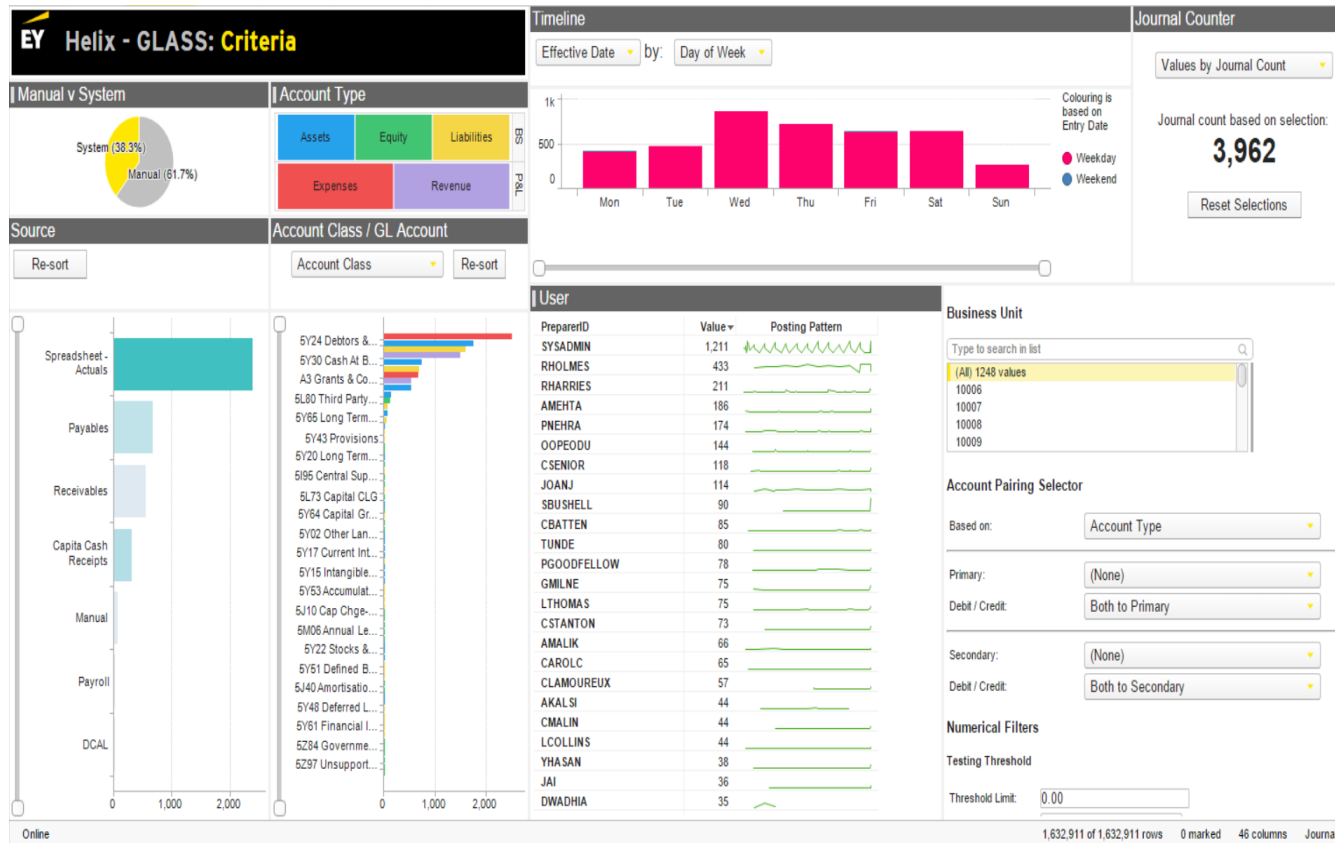 EY Helix - GLASS: Criteria
Manual v System
System (38.3%)
Manual (61.7%)
Account Type
Assets Equity Liabilities BS
Expenses Revenue P&L
Timeline
Effective Date by: Day of Week
1k
500
0
Mon Tue Wed Thu Fri Sat Sun
Colouring is
based on
Entry Date
Weekday
Weekend
Journal Counter
Values by Journal Count
Journal count based on selection:
3,962
Reset Selections
Source
Re-sort
Spreadsheet -
Actuals
Payables
Receivables
Capita Cash
Receipts
Manual
Payroll
DCAL
0 1,000 2,000
Account Class / GL Account
Account Class Re-sort
5Y24 Debtors &...
5Y30 Cash At B...
A3 Grants & Co...
5L80 Third Party...
5Y65 Long Term...
5Y43 Provisions
5Y20 Long Term...
5I95 Central Sup...
5L73 Capital CLG
5Y64 Capital Gr...
5Y02 Other Lan...
5Y17 Current Int...
5Y15 Intangible...
5Y53 Accumulat...
5J10 Cap Chge-...
5M06 Annual Le...
5Y22 Stocks &...
5Y51 Defined B...
5J40 Amortisatio...
5Y48 Deferred L...
5Y61 Financial I...
5Z84 Governme...
5Z97 Unsupport...
0 1,000 2,000
User
PreparerID Value Posting Pattern
SYSADMIN 1,211
RHOLMES 433
RHARRIES 211
AMEHTA 186
PNEHRA 174
OOPEODU 144
CSENIOR 118
JOANJ 114
SBUSHELL 90
CBATTEN 85
TUNDE 80
PGOODFELLOW 78
GMILNE 75
LTHOMAS 75
CSTANTON 73
AMALIK 66
CAROLC 65
CLAMOUREUX 57
AKALSI 44
CMALIN 44
LCOLLINS 44
YHASAN 38
JAI 36
DWADHIA 35
Business Unit
Type to search in list
(All) 1248 values
10006
10007
10008
10009
Account Pairing Selector
Based on: Account Type
Primary: (None)
Debit / Credit: Both to Primary
Secondary: (None)
Debit / Credit: Both to Secondary
Numerical Filters
Testing Threshold
Threshold Limit: 0.00
Online 1,632,911 of 1,632,911 rows 0 marked 46 columns Journa